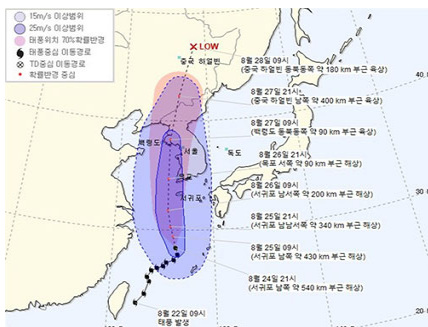 15m/s 이상범위
25m/s 이상범위
태풍위치 70%확률반경
태풍중심 이동경로
TD중심 이동경로
확률반경 중심
LOW
중국 하얼빈
8월 28일 09시
(중국 하얼빈 동북동쪽 약 180 km 부근 육상)
8월 27일 21시
(중국 하얼빈 남쪽 약 400 km 부근 육상)
8월 27일 09시
(백령도 북동쪽 약 90 km 부근 육상)
백령도
서울
독도
8월 26일 21시
(목포 서쪽 약 90 km 부근 해상)
목포
8월 26일 09시
(서귀포 남서쪽 약 200 km 부근 해상)
서귀포
8월 25일 21시
(서귀포 남남서쪽 약 340 km 부근 해상)
8월 25일 09시
(서귀포 남쪽 약 430 km 부근 해상)
8월 24일 21시
(서귀포 남쪽 약 540 km 부근 해상)
8월 22일 09시
태풍 발생